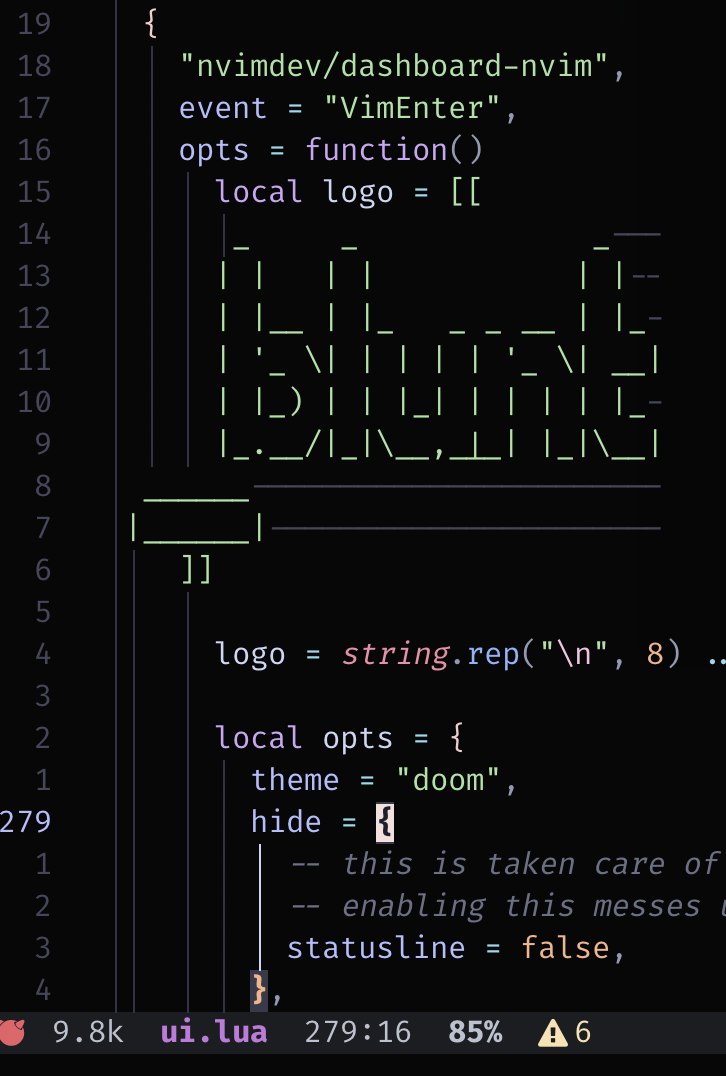 19 {
18 "nvimdev/dashboard-nvim",
17 event = "VimEnter",
16 opts = function()
15 local logo = [[
14  _     _             _
13 | |   | |           | |--
12 | |__ | |_   _ _ __ | |_-
11 | '_ \| | | | | '_ \| __|
10 | |_) | | |_| | | | | |_-
9 |_.__/|_|\__,_|_| |_|\__|
8  ______
7 |______|
6 ]]
5
4 logo = string.rep("\n", 8) ..
3
2 local opts = {
1 theme = "doom",
279 hide = {
1 -- this is taken care of
2 -- enabling this messes
3 statusline = false,
4 },
9.8k ui.lua 279:16 85% 6